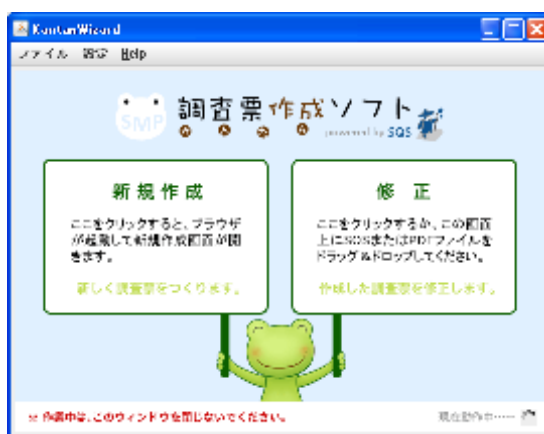 KantanWizard
ファイル 設定 Help
SMP 調査票作成ソフト
powered by SQS
新規作成
ここをクリックすると、ブラウザ
が起動して新規作成画面が開
きます。
新しく調査票をつくります。
修正
ここをクリックするか、この画面
上にSQSまたはPDFファイルを
ドラッグ&ドロップしてください。
作成した調査票を修正します。
※ 作業中は、このウィンドウを閉じないでください。
現在動作中……